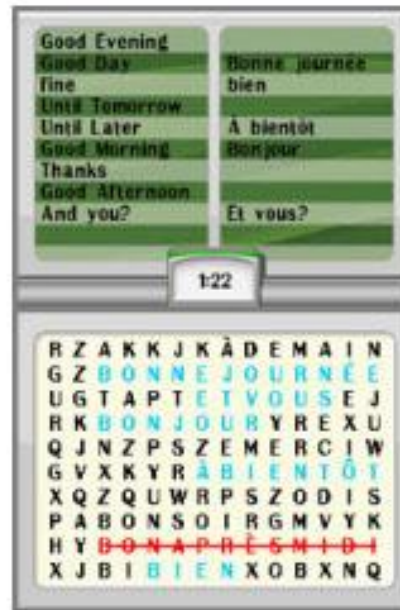 Good Evening
Good Day Bonne journée
fine bien
Until Tomorrow
Until Later À bientôt
Good Morning Bonjour
Thanks
Good Afternoon
And you? Et vous?
1:22
R Z A K K J K À D E M A I N
G Z B O N N E J O U R N É E
U G T A P T E T V O U S E J
R K B O N J O U R Y R E X U
Q J N Z P S Z E M E R C I W
G V X K Y R À B I E N T Ô T
X Q Z Q U W R P S Z O D I S
P A B O N S O I R G M V Y K
H Y B O N A P R È S M I D I
X J B I B I E N X O B X N Q